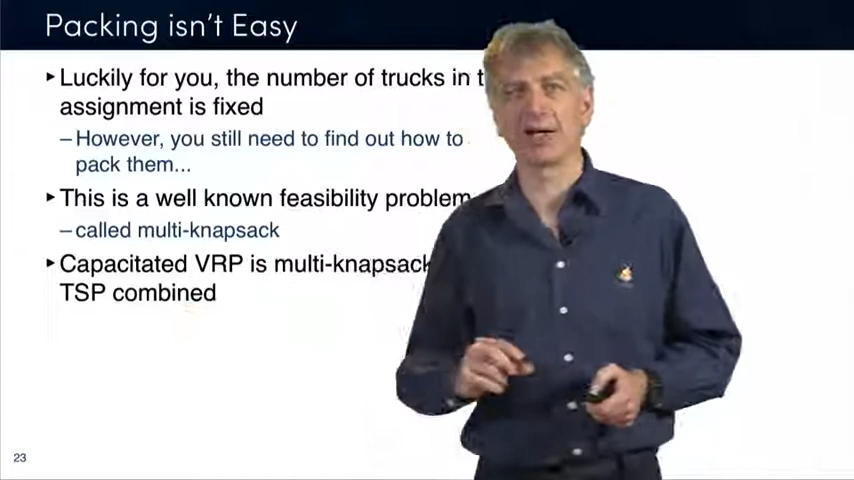 Packing isn't Easy
▸Luckily for you, the number of trucks in t
assignment is fixed
–However, you still need to find out how to
pack them...
▸This is a well known feasibility problem
–called multi-knapsack
▸Capacitated VRP is multi-knapsack
TSP combined
23